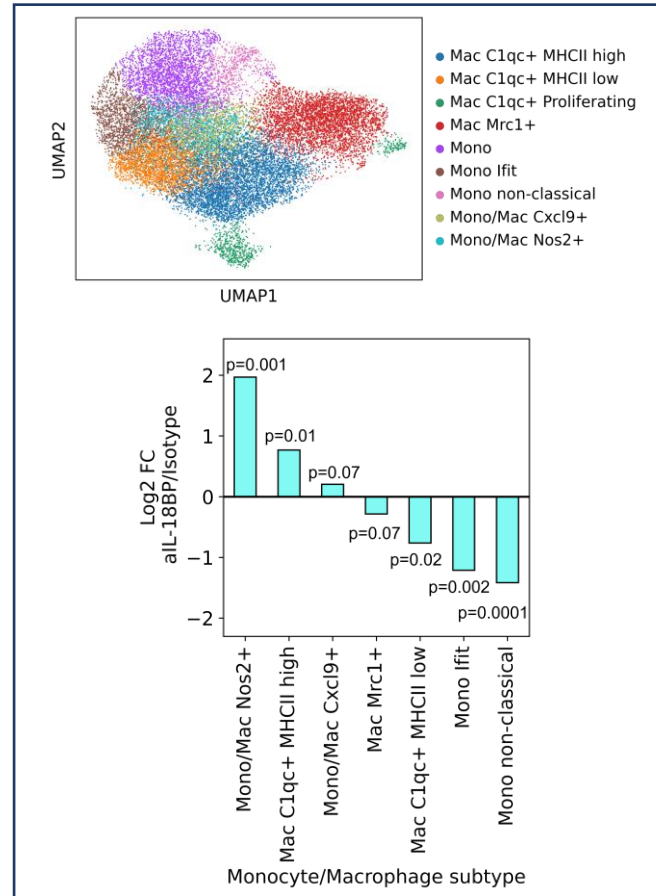 UMAP2
UMAP1
Mac C1qc+ MHCII high
Mac C1qc+ MHCII low
Mac C1qc+ Proliferating
Mac Mrc1+
Mono
Mono Ifit
Mono non-classical
Mono/Mac Cxcl9+
Mono/Mac Nos2+
Log2 FC
aIL-18BP/Isotype
2
1
0
−1
−2
p=0.001
p=0.01
p=0.07
p=0.07
p=0.02
p=0.002
p=0.0001
Mono/Mac Nos2+
Mac C1qc+ MHCII high
Mono/Mac Cxcl9+
Mac Mrc1+
Mac C1qc+ MHCII low
Mono Ifit
Mono non-classical
Monocyte/Macrophage subtype